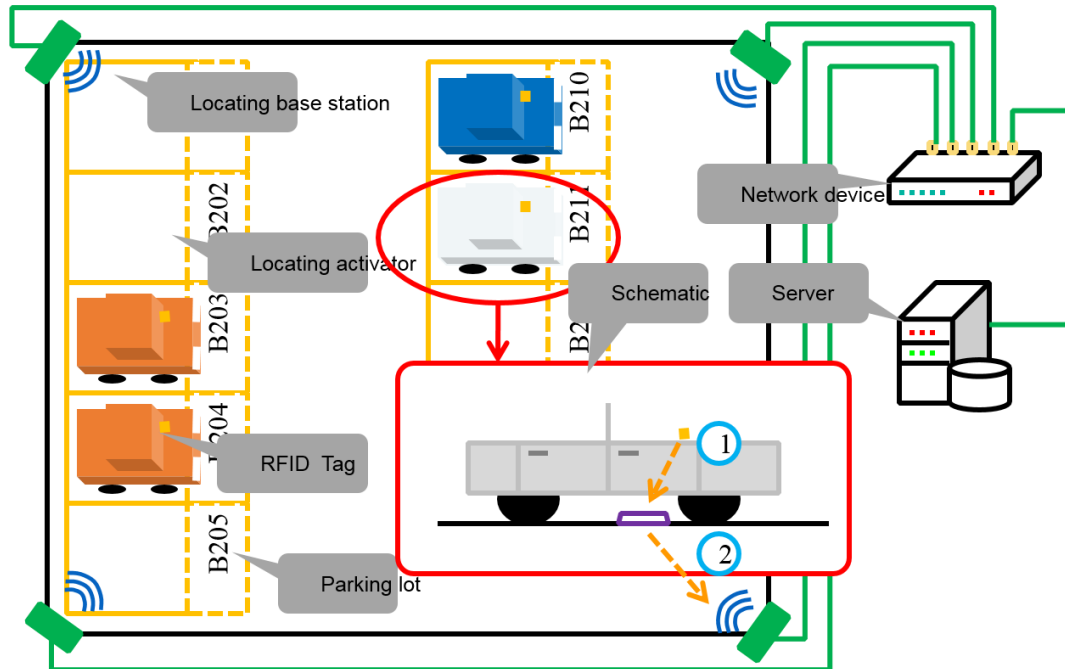 B210
Locating base station
B211
Network device
B202
Locating activator
Schematic
Server
B203
B2
B204
RFID Tag
1
B205
2
Parking lot